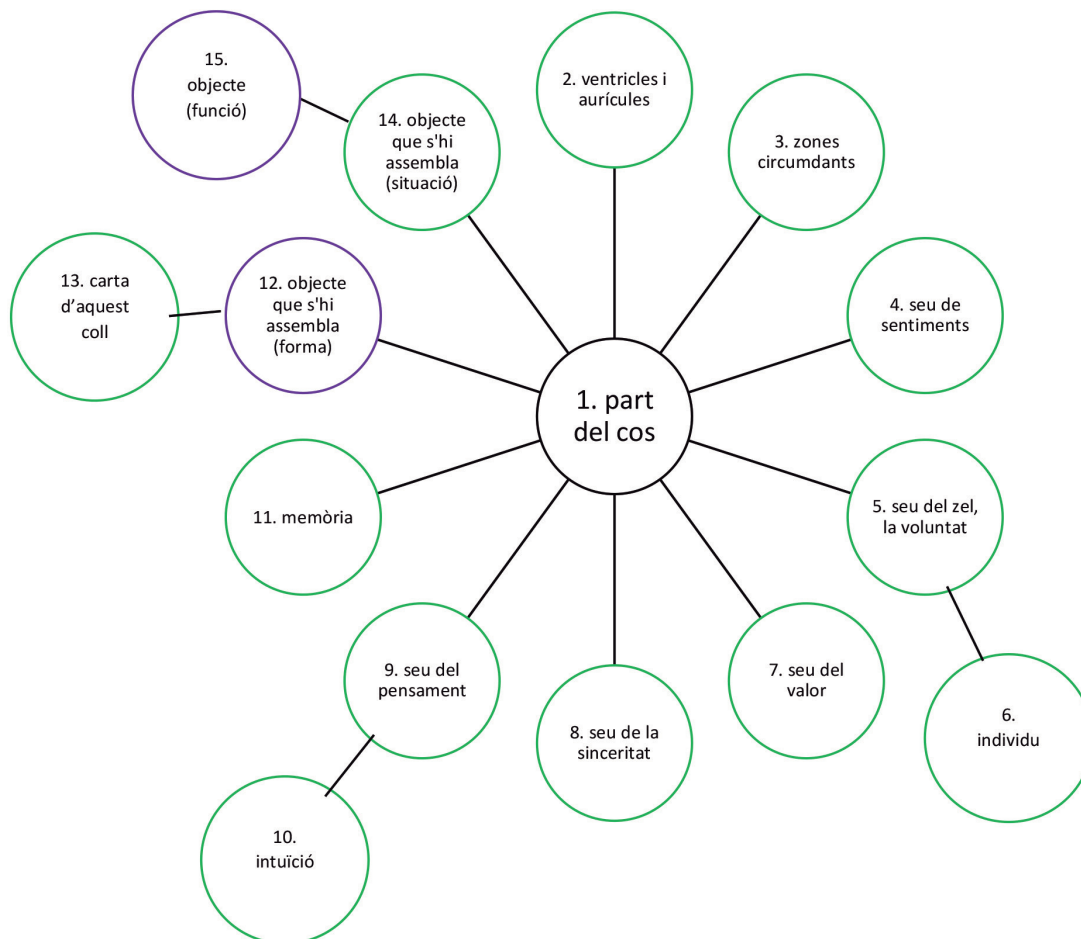 1. part
del cos
2. ventricles i
aurícules
3. zones
circumdants
4. seu de
sentiments
5. seu del zel,
la voluntat
6.
individu
7. seu del
valor
8. seu de la
sinceritat
9. seu del
pensament
10.
intuïció
11. memòria
12. objecte
que s'hi
assembla
(forma)
13. carta
d’aquest
coll
14. objecte
que s'hi
assembla
(situació)
15.
objecte
(funció)